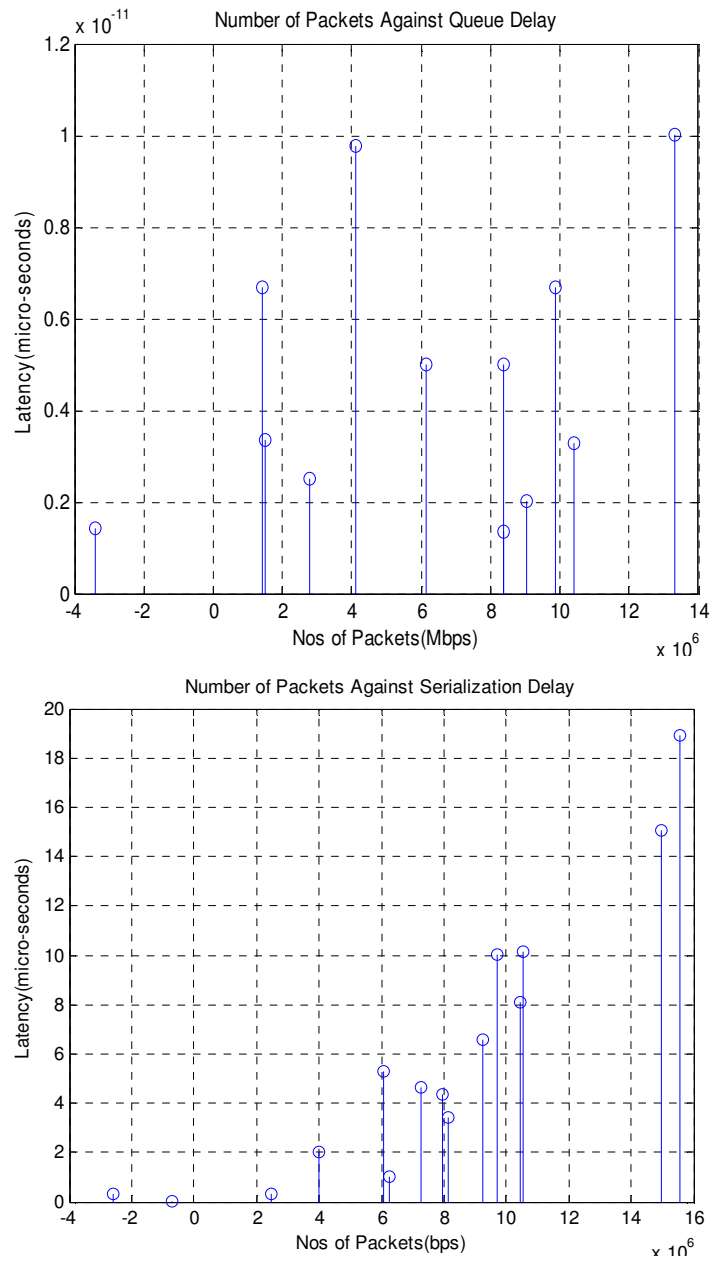 x 10-11
Number of Packets Against Queue Delay
1.2
1
0.8
0.6
0.4
0.2
0
Latency(micro-seconds)
-4 -2 0 2 4 6 8 10 12 14
Nos of Packets(Mbps)
x 10^6
Number of Packets Against Serialization Delay
20
18
16
14
12
10
8
6
4
2
0
Latency(micro-seconds)
-4 -2 0 2 4 6 8 10 12 14 16
Nos of Packets(bps)
x 10^6